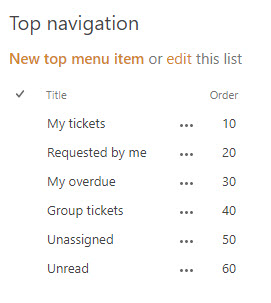 Top navigation
New top menu item or edit this list
Title Order
My tickets ••• 10
Requested by me ••• 20
My overdue ••• 30
Group tickets ••• 40
Unassigned ••• 50
Unread ••• 60